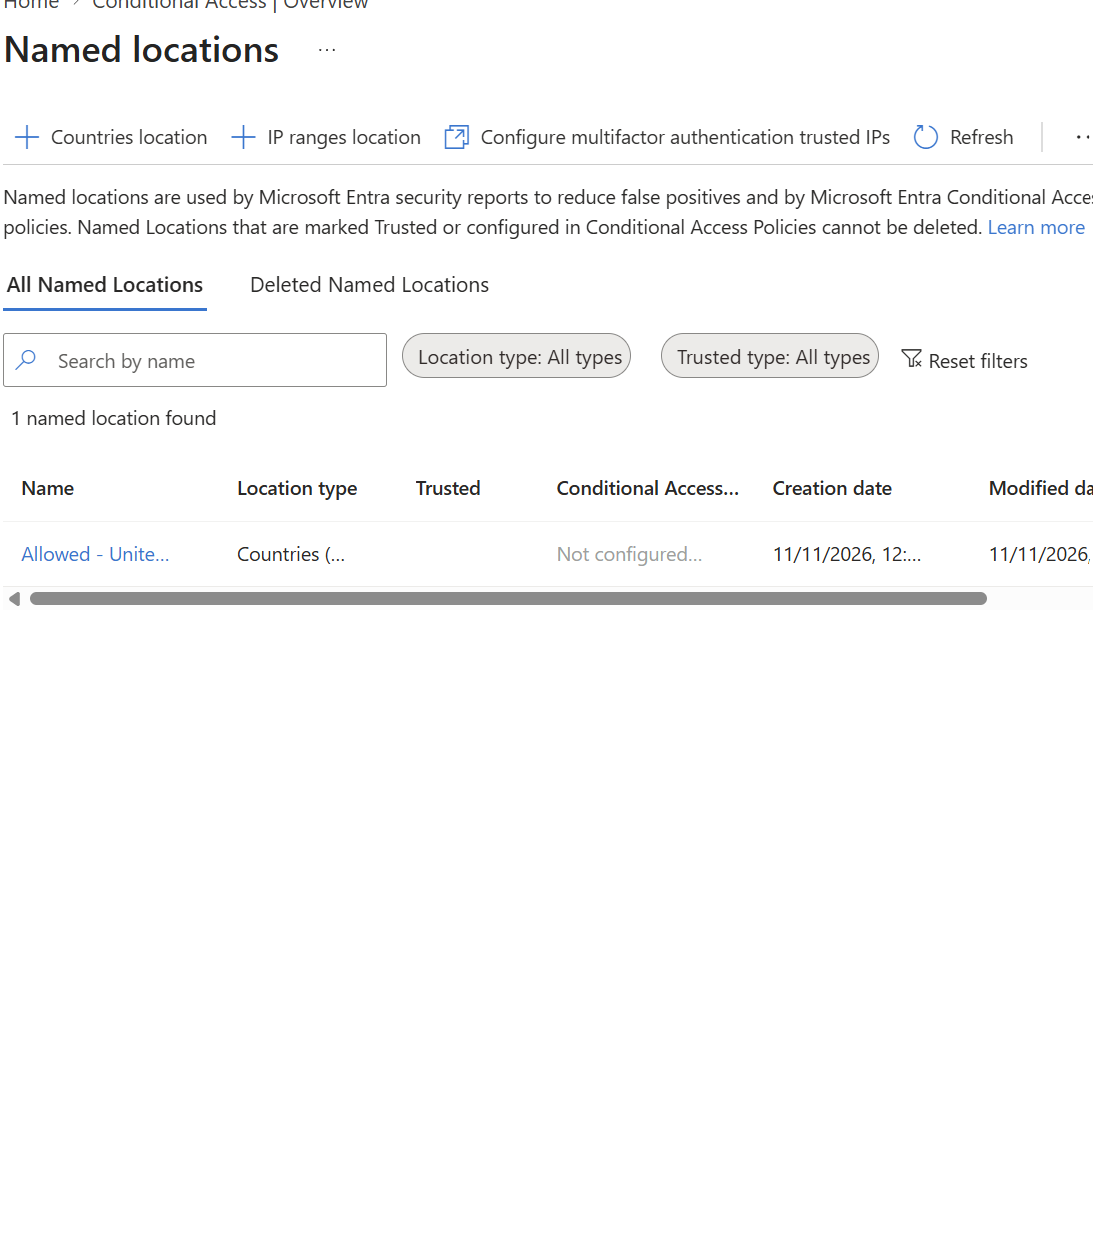 Home > Conditional Access | Overview
Named locations ...
Countries location IP ranges location Configure multifactor authentication trusted IPs Refresh
Named locations are used by Microsoft Entra security reports to reduce false positives and by Microsoft Entra Conditional Acce
policies. Named Locations that are marked Trusted or configured in Conditional Access Policies cannot be deleted. Learn more
All Named Locations Deleted Named Locations
Search by name Location type: All types Trusted type: All types Reset filters
1 named location found
Name Location type Trusted Conditional Access... Creation date Modified da
Allowed - Unite... Countries (... Not configured... 11/11/2026, 12:... 11/11/2026,